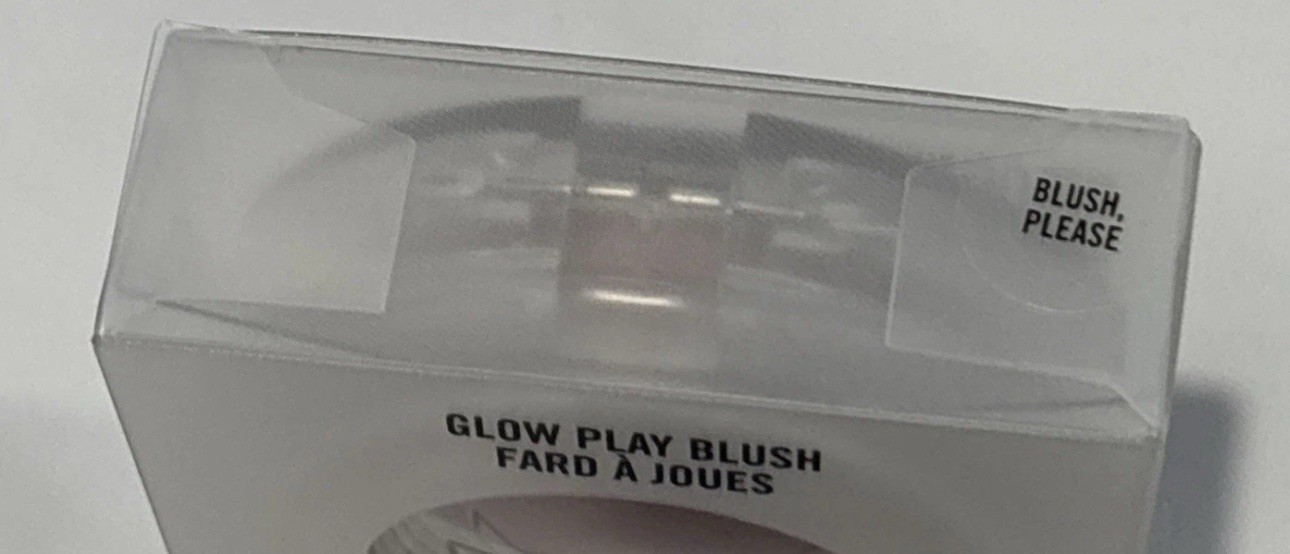 BLUSH,
PLEASE
GLOW PLAY BLUSH
FARD À JOUES